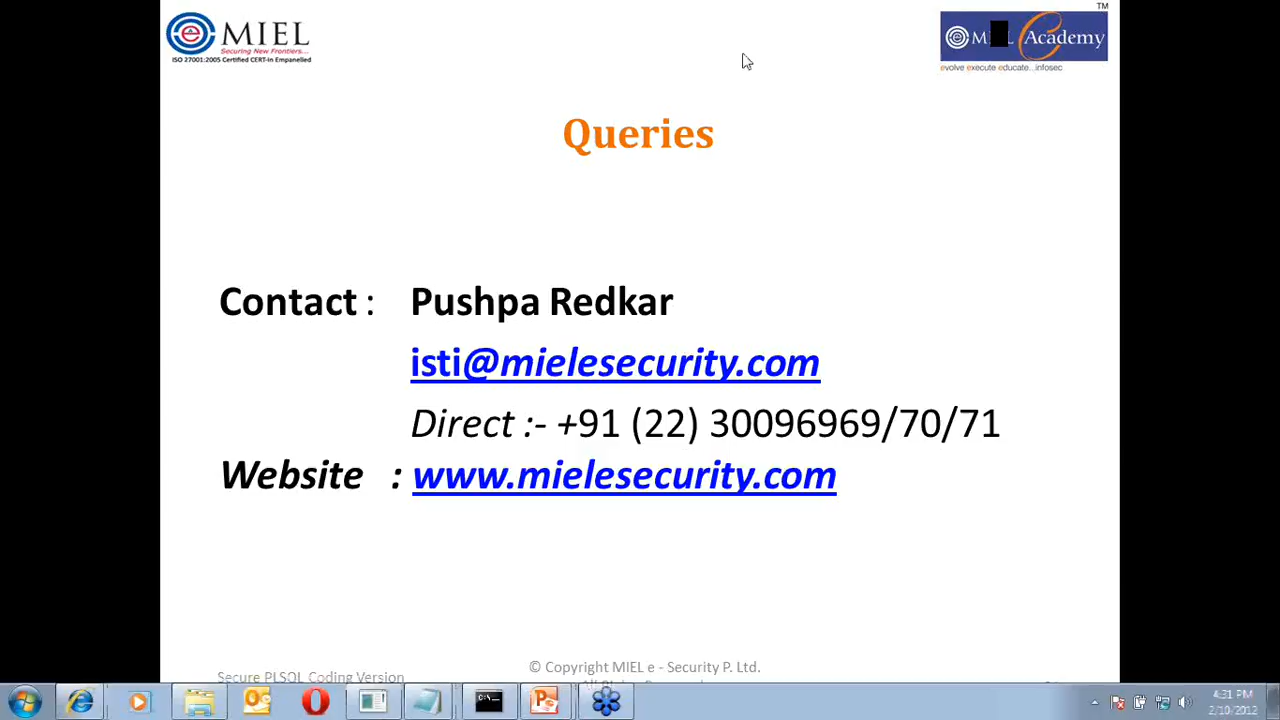 MIEL
Securing New Frontiers...
ISO 27001:2005 Certified CERT-In Empanelled
TM
Academy
evolve execute educate...infosec
Queries
Contact : Pushpa Redkar
isti@mielesecurity.com
Direct :- +91 (22) 30096969/70/71
Website : www.mielesecurity.com
© Copyright MIEL e - Security P. Ltd.
Secure PLSQL Coding Version
4:31 PM
2/10/2012